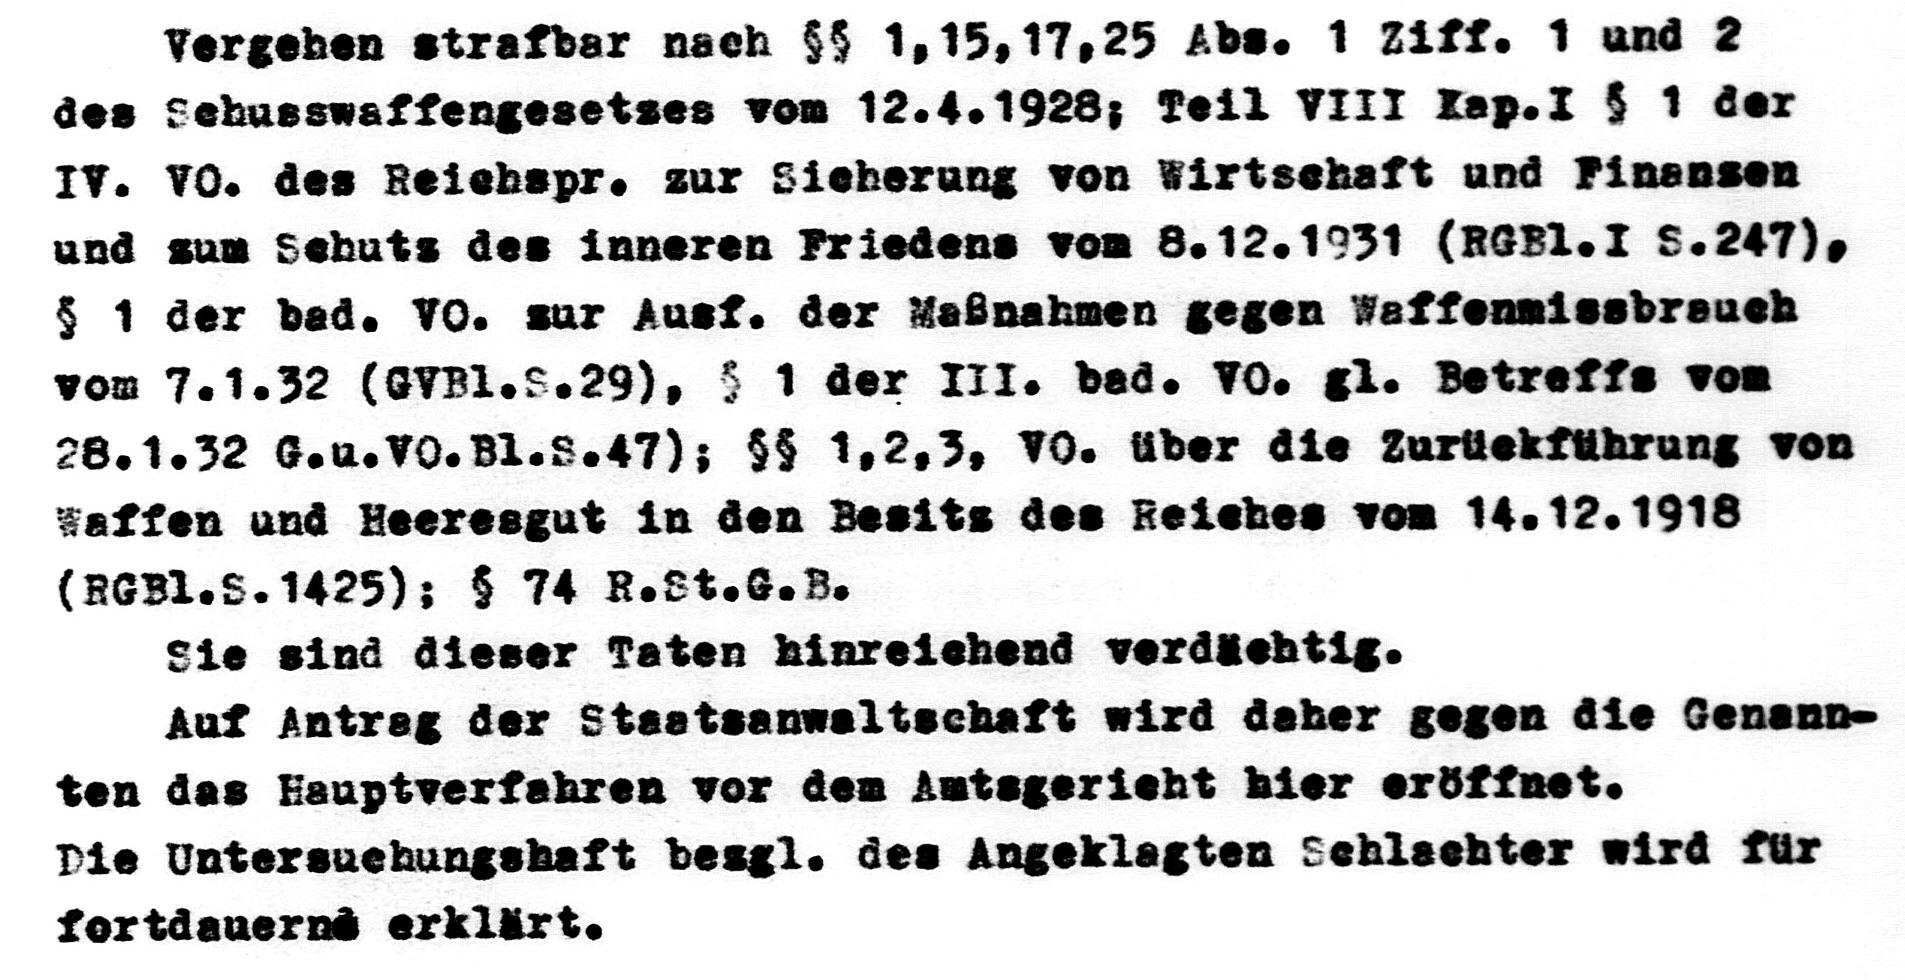 Vergehen strafbar nach §§ 1,15,17,25 Abs. 1 Ziff. 1 und 2
des Schusswaffengesetzes vom 12.4.1928; Teil VIII Kap.I § 1 der
IV. VO. des Reichspr. zur Sicherung von Wirtschaft und Finanzen
und zum Schutz des inneren Friedens vom 8.12.1931 (RGBl.I S.247),
§ 1 der bad. VO. zur Ausf. der Maßnahmen gegen Waffenmissbrauch
vom 7.1.32 (GVBl.S.29), § 1 der III. bad. VO. gl. Betreffs vom
28.1.32 G.u.VO.Bl.S.47); §§ 1,2,3, VO. über die Zurückführung von
Waffen und Heeresgut in den Besitz des Reiches vom 14.12.1918
(RGBl.S.1425); § 74 R.St.G.B.
Sie sind dieser Taten hinreichend verdächtig.
Auf Antrag der Staatsanwaltschaft wird daher gegen die Genann-
ten das Hauptverfahren vor dem Amtsgericht hier eröffnet.
Die Untersuchungshaft bezgl. des Angeklagten Schlachter wird für
fortdauernd erklärt.